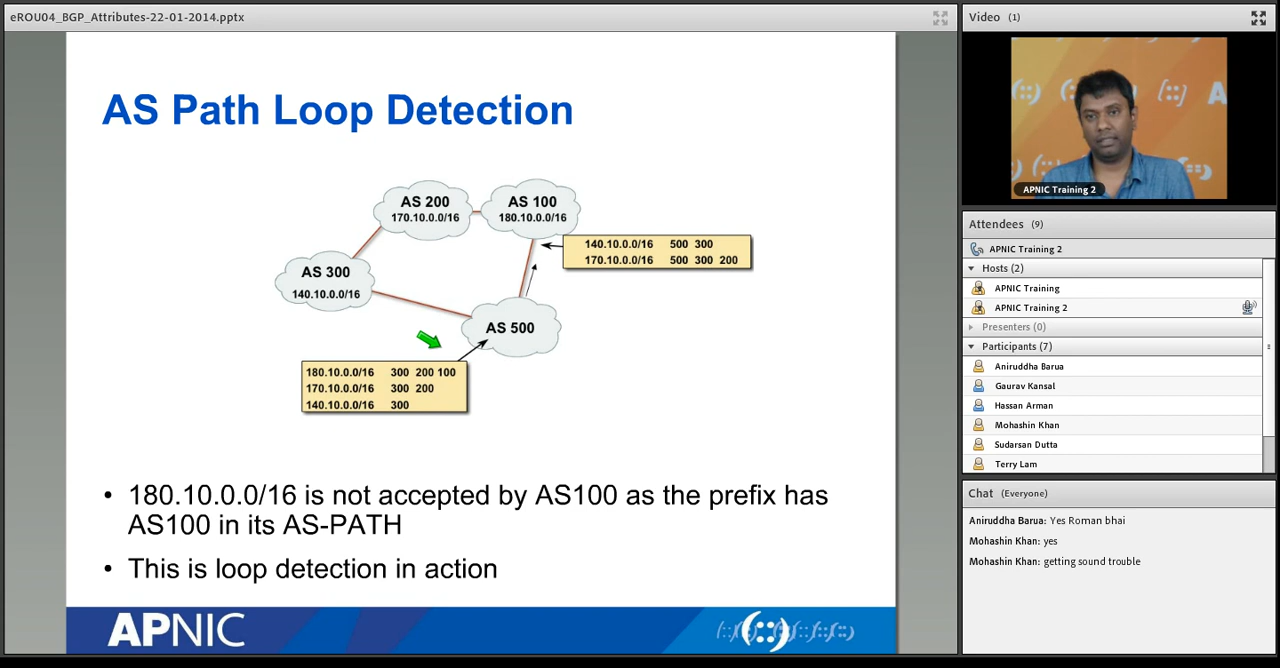 eROU04_BGP_Attributes-22-01-2014.pptx
AS Path Loop Detection
AS 200
170.10.0.0/16
AS 100
180.10.0.0/16
140.10.0.0/16 500 300
170.10.0.0/16 500 300 200
AS 300
140.10.0.0/16
AS 500
180.10.0.0/16 300 200 100
170.10.0.0/16 300 200
140.10.0.0/16 300
• 180.10.0.0/16 is not accepted by AS100 as the prefix has
AS100 in its AS-PATH
• This is loop detection in action
APNIC
Video (1)
A
APNIC Training 2
Attendees (9)
APNIC Training 2
Hosts (2)
APNIC Training
APNIC Training 2
Presenters (0)
Participants (7)
Aniruddha Barua
Gaurav Kansal
Hassan Arman
Mohashin Khan
Sudarsan Dutta
Terry Lam
Chat (Everyone)
Aniruddha Barua: Yes Roman bhai
Mohashin Khan: yes
Mohashin Khan: getting sound trouble